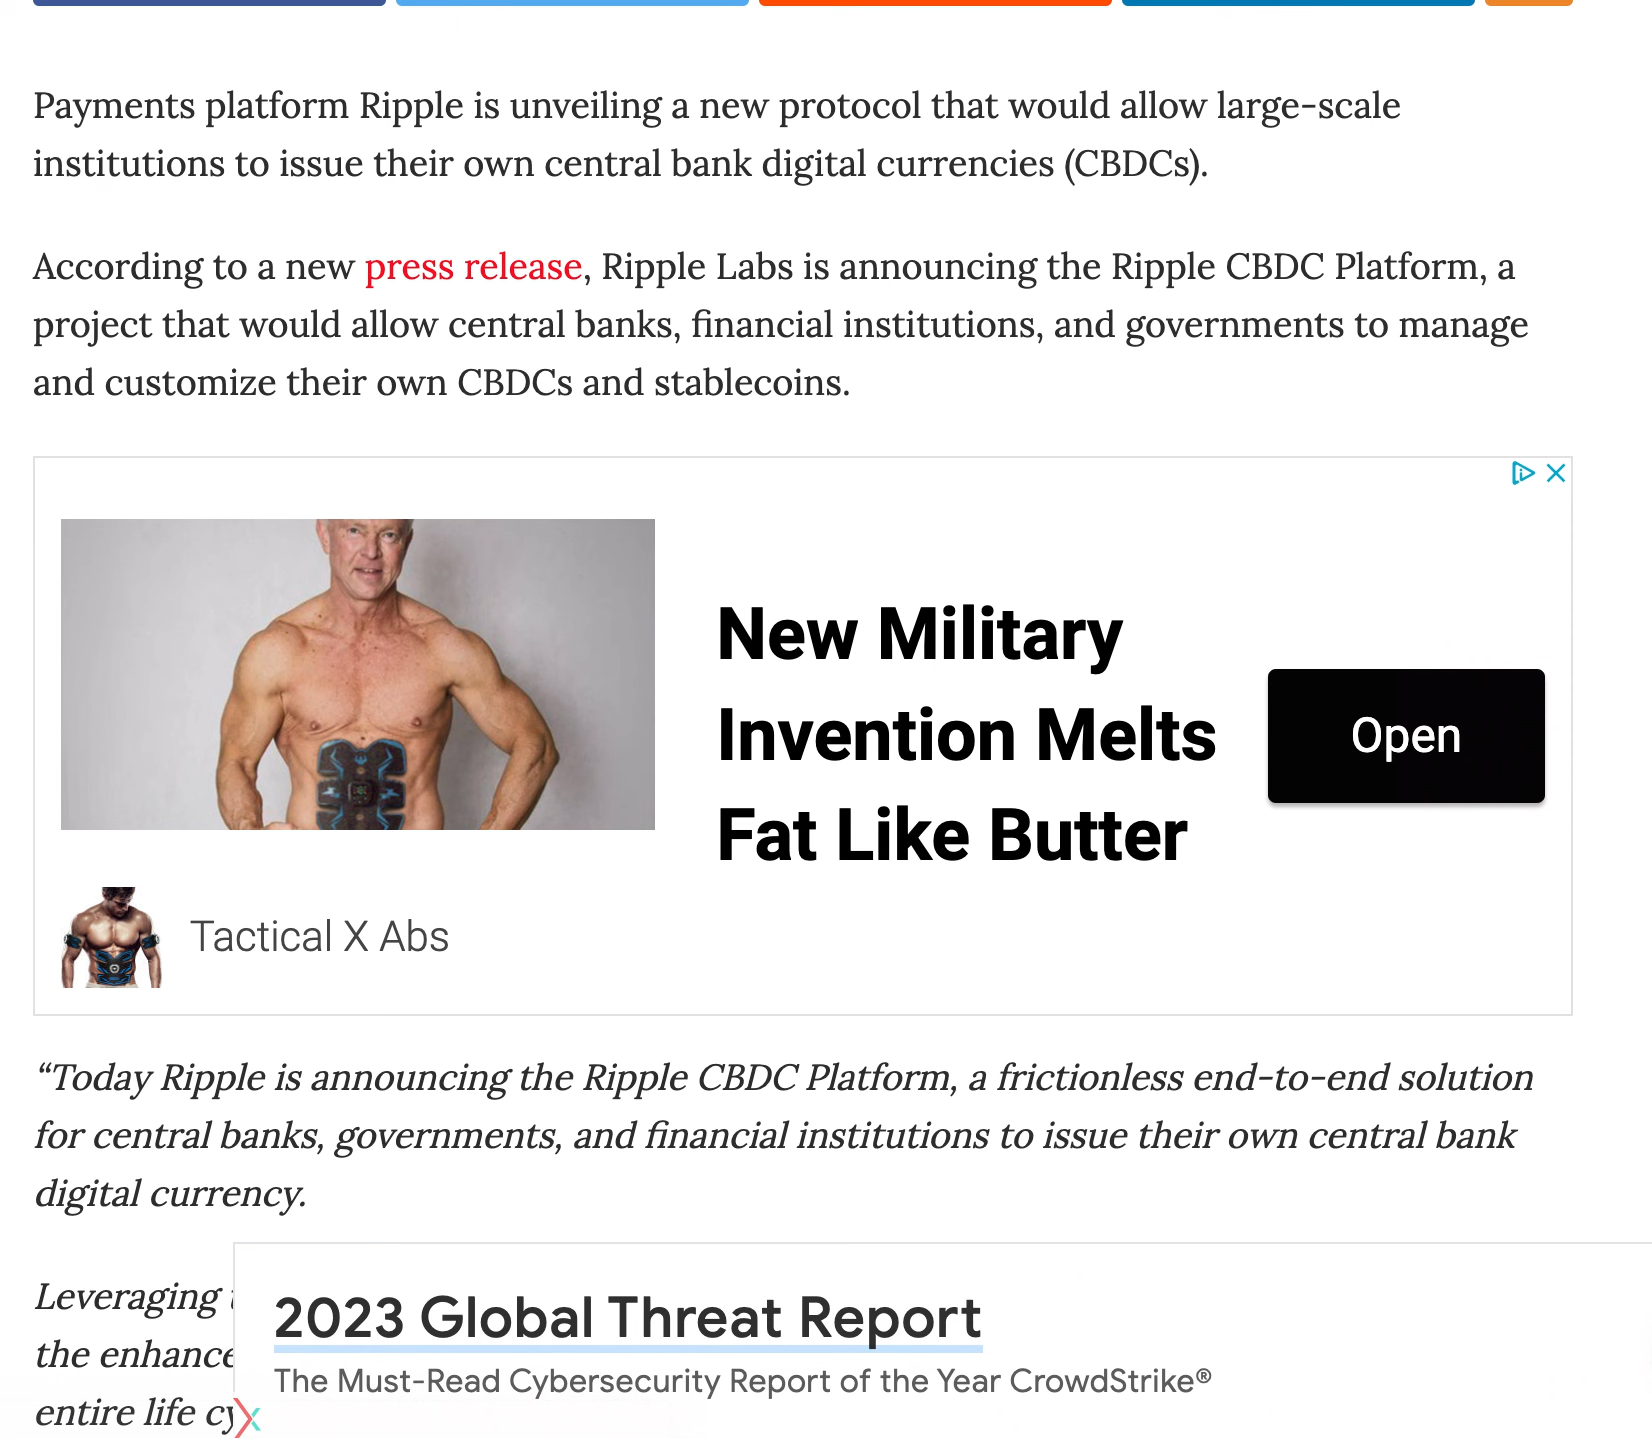 Payments platform Ripple is unveiling a new protocol that would allow large-scale
institutions to issue their own central bank digital currencies (CBDCs).
According to a new press release, Ripple Labs is announcing the Ripple CBDC Platform, a
project that would allow central banks, financial institutions, and governments to manage
and customize their own CBDCs and stablecoins.
New Military
Invention Melts
Fat Like Butter
Open
Tactical X Abs
“Today Ripple is announcing the Ripple CBDC Platform, a frictionless end-to-end solution
for central banks, governments, and financial institutions to issue their own central bank
digital currency.
Leveraging
the enhance
entire life cy
2023 Global Threat Report
The Must-Read Cybersecurity Report of the Year CrowdStrike®